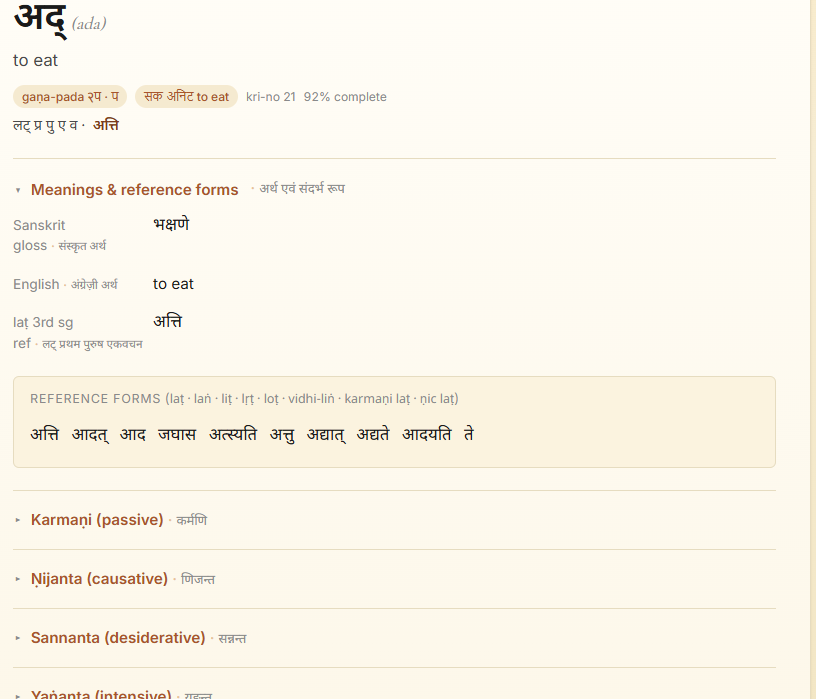 अद् (ada)
to eat
gaṇa-pada २प · प सक अनिट to eat kri-no 21 92% complete
लट् प्र पु ए व · अत्ति
▾ Meanings & reference forms · अर्थ एवं संदर्भ रूप
Sanskrit भक्षणे
gloss · संस्कृत अर्थ
English · अंग्रेज़ी अर्थ to eat
laṭ 3rd sg अत्ति
ref · लट् प्रथम पुरुष एकवचन
REFERENCE FORMS (laṭ · laṅ · liṭ · lṛṭ · loṭ · vidhi-liṅ · karmaṇi laṭ · ṇic laṭ)
अत्ति आदत् आद जघास अत्स्यति अत्तु अद्यात् अद्यते आदयति ते
▸ Karmaṇi (passive) · कर्मणि
▸ Ṇijanta (causative) · णिजन्त
▸ Sannanta (desiderative) · सन्नन्त
▸ Yaṅanta (intensive) · यङन्त